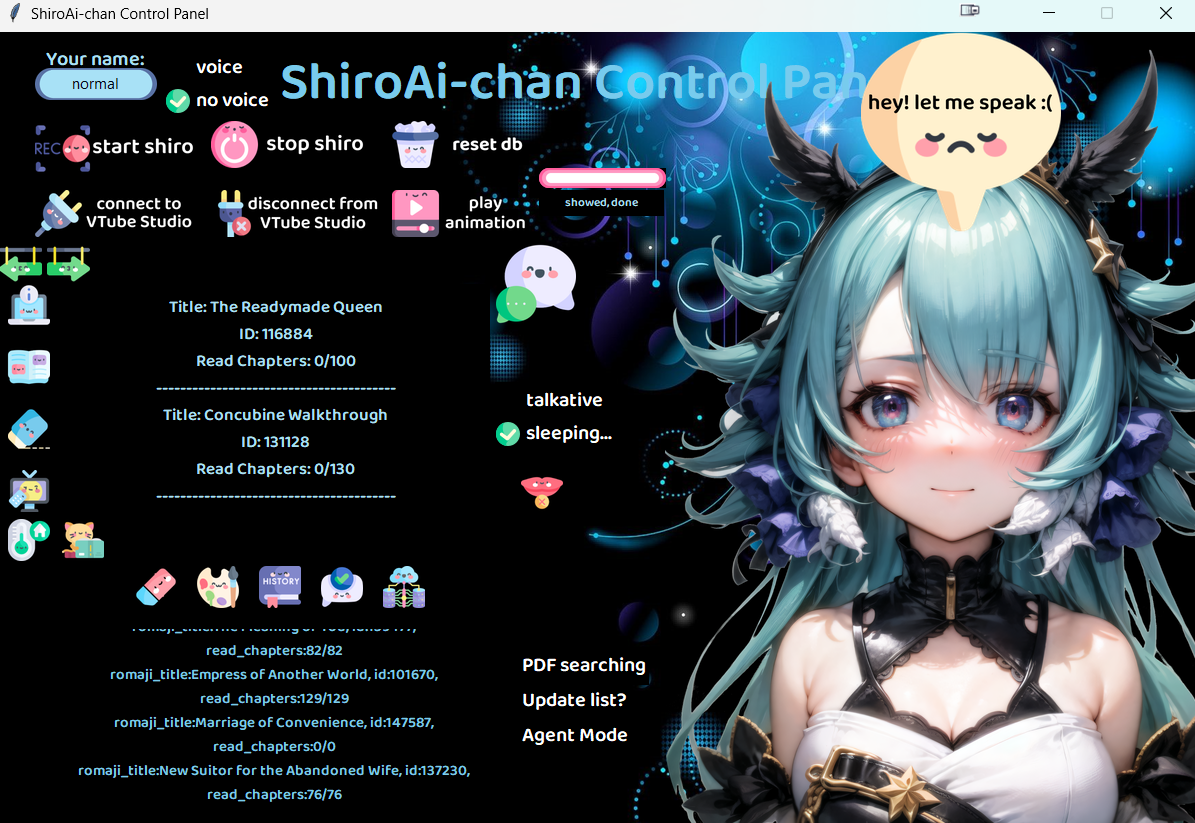 ShiroAi-chan Control Panel
Your name:
normal
voice
no voice
ShiroAi-chan Control Pan
hey! let me speak :(
REC
start shiro
stop shiro
reset db
connect to
VTube Studio
disconnect from
VTube Studio
play
animation
showed, done
Title: The Readymade Queen
ID: 116884
Read Chapters: 0/100
----------------------------------------
Title: Concubine Walkthrough
ID: 131128
Read Chapters: 0/130
----------------------------------------
talkative
sleeping...
HISTORY
read_chapters:82/82
romaji_title:Empress of Another World, id:101670,
read_chapters:129/129
romaji_title:Marriage of Convenience, id:147587,
read_chapters:0/0
romaji_title:New Suitor for the Abandoned Wife, id:137230,
read_chapters:76/76
PDF searching
Update list?
Agent Mode